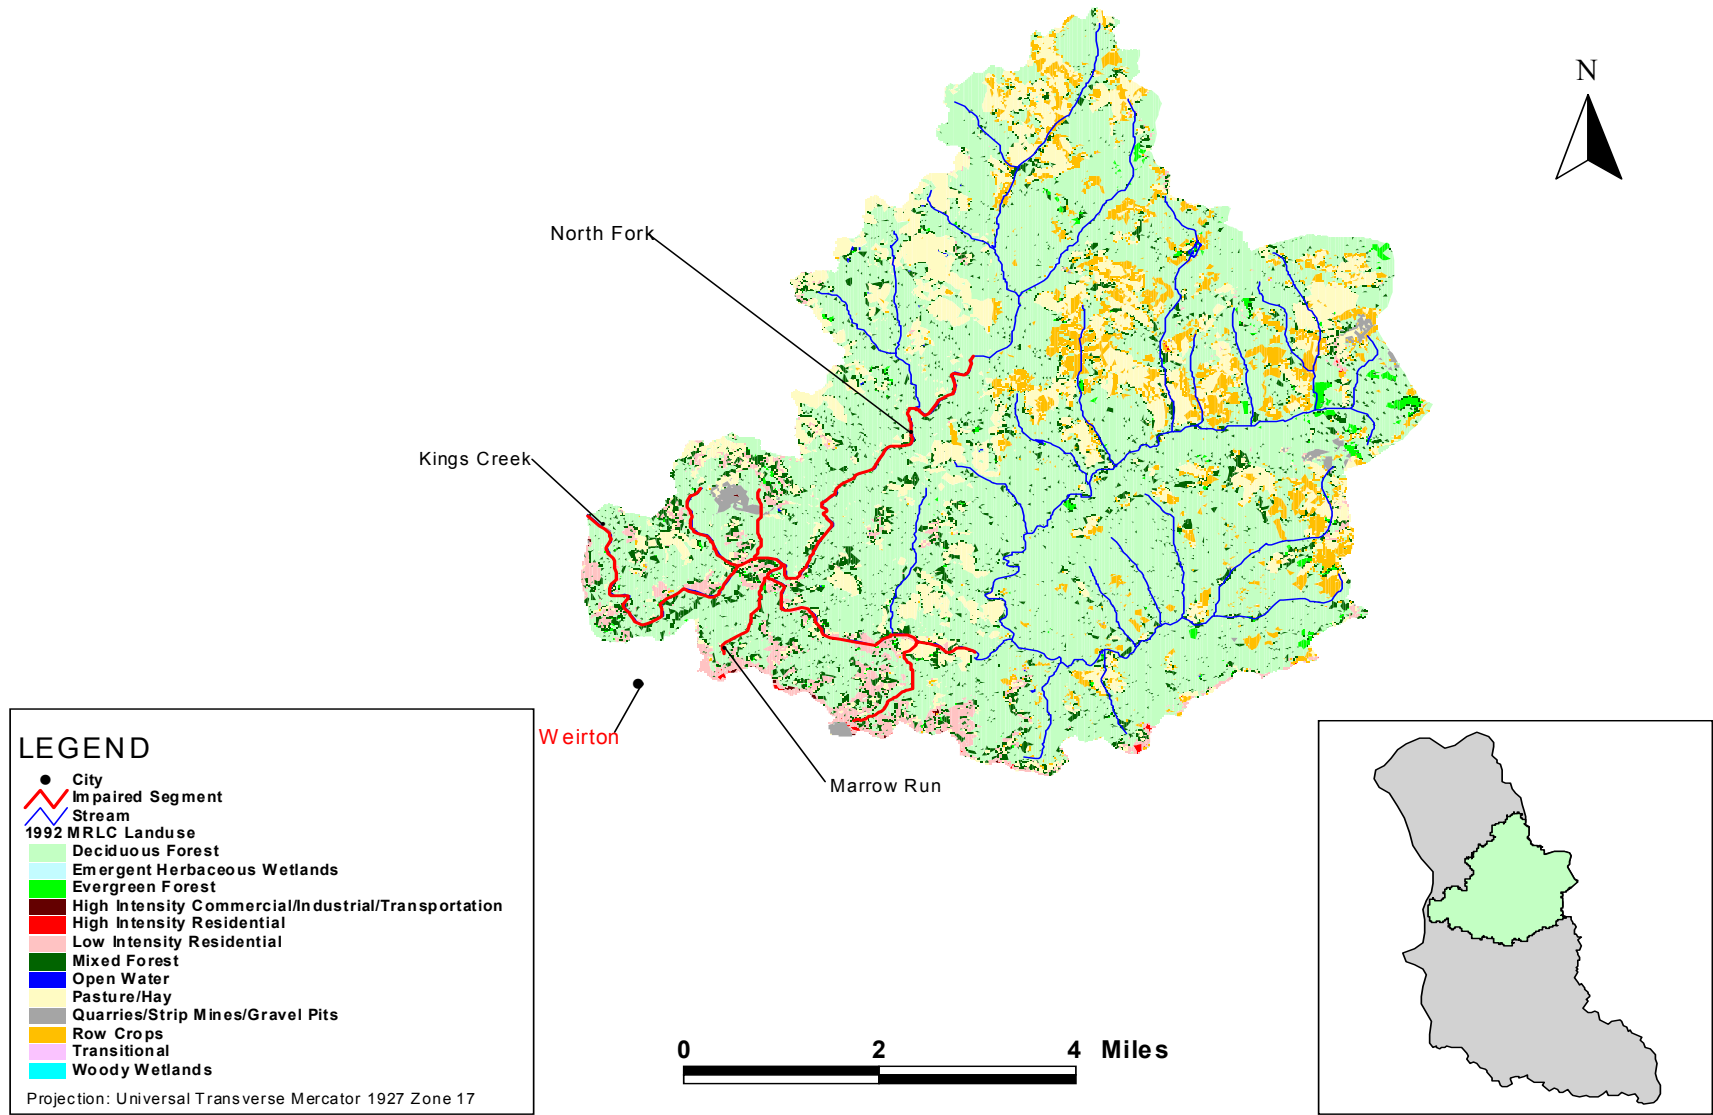 N
North Fork
Kings Creek
Weirton
Marrow Run
LEGEND
City
Impaired Segment
Stream
1992 MRLC Landuse
Deciduous Forest
Emergent Herbaceous Wetlands
Evergreen Forest
High Intensity Commercial/Industrial/Transportation
High Intensity Residential
Low Intensity Residential
Mixed Forest
Open Water
Pasture/Hay
Quarries/Strip Mines/Gravel Pits
Row Crops
Transitional
Woody Wetlands
Projection: Universal Transverse Mercator 1927 Zone 17
0 2 4 Miles